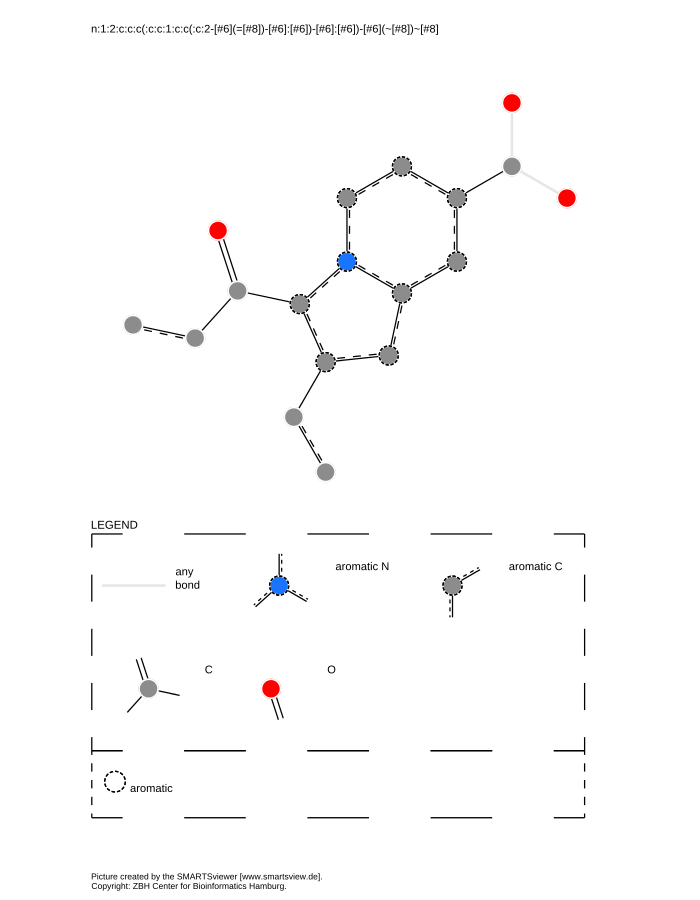 n:1:2:c:c:c(:c:c:1:c:c(:c:2-[#6](=[#8])-[#6]:[#6])-[#6]:[#6])-[#6](~[#8])~[#8]
LEGEND
any
bond
aromatic N
aromatic C
C
O
aromatic
Picture created by the SMARTSviewer [www.smartsview.de].
Copyright: ZBH Center for Bioinformatics Hamburg.